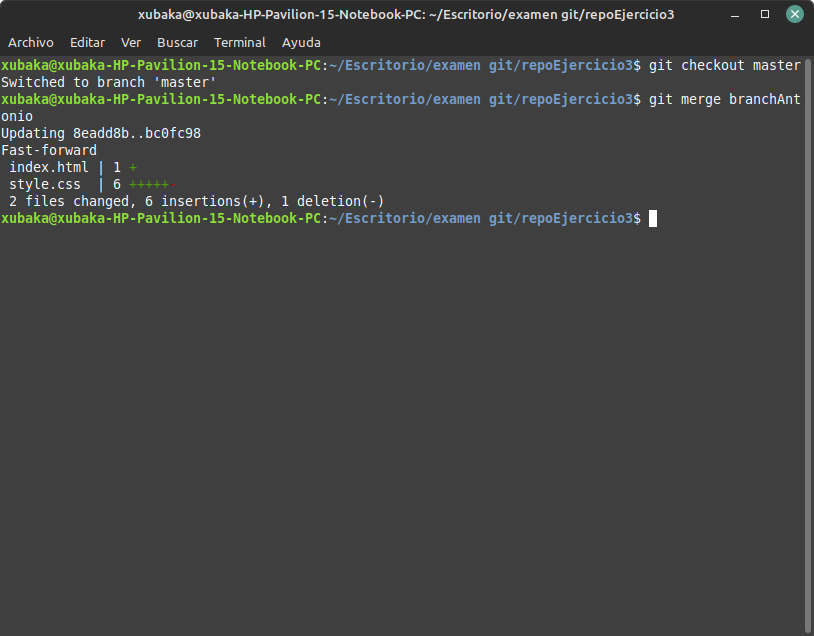 xubaka@xubaka-HP-Pavilion-15-Notebook-PC: ~/Escritorio/examen git/repoEjercicio3
Archivo Editar Ver Buscar Terminal Ayuda
xubaka@xubaka-HP-Pavilion-15-Notebook-PC:~/Escritorio/examen git/repoEjercicio3$ git checkout master
Switched to branch 'master'
xubaka@xubaka-HP-Pavilion-15-Notebook-PC:~/Escritorio/examen git/repoEjercicio3$ git merge branchAnt
onio
Updating 8eadd8b..bc0fc98
Fast-forward
 index.html | 1 +
 style.css  | 6 +++++-
 2 files changed, 6 insertions(+), 1 deletion(-)
xubaka@xubaka-HP-Pavilion-15-Notebook-PC:~/Escritorio/examen git/repoEjercicio3$